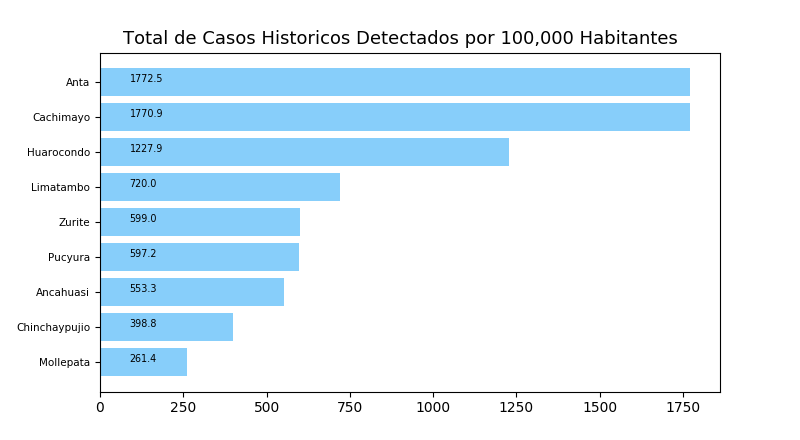 Total de Casos Historicos Detectados por 100,000 Habitantes
Anta 1772.5
Cachimayo 1770.9
Huarocondo 1227.9
Limatambo 720.0
Zurite 599.0
Pucyura 597.2
Ancahuasi 553.3
Chinchaypujio 398.8
Mollepata 261.4
0 250 500 750 1000 1250 1500 1750